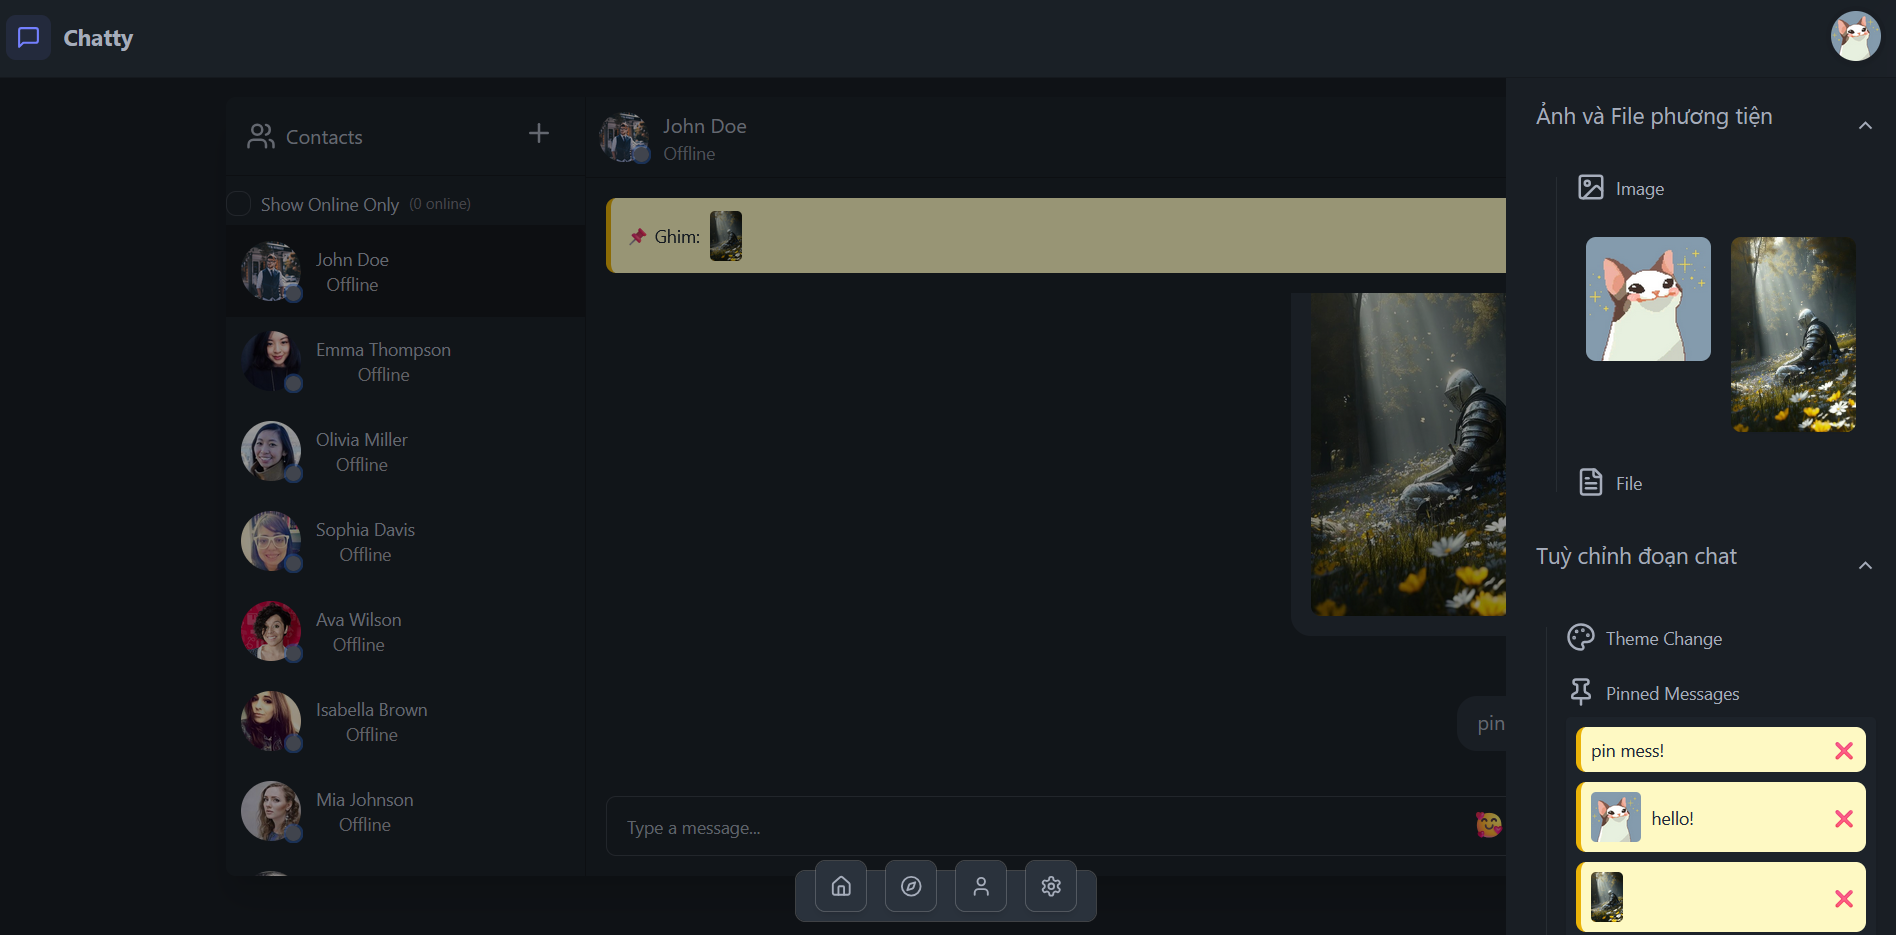 Chatty
Contacts
Show Online Only (0 online)
John Doe
Offline
Emma Thompson
Offline
Olivia Miller
Offline
Sophia Davis
Offline
Ava Wilson
Offline
Isabella Brown
Offline
Mia Johnson
Offline
John Doe
Offline
Ghim:
pin
Type a message...
Ảnh và File phương tiện
Image
File
Tuỳ chỉnh đoạn chat
Theme Change
Pinned Messages
pin mess!
hello!